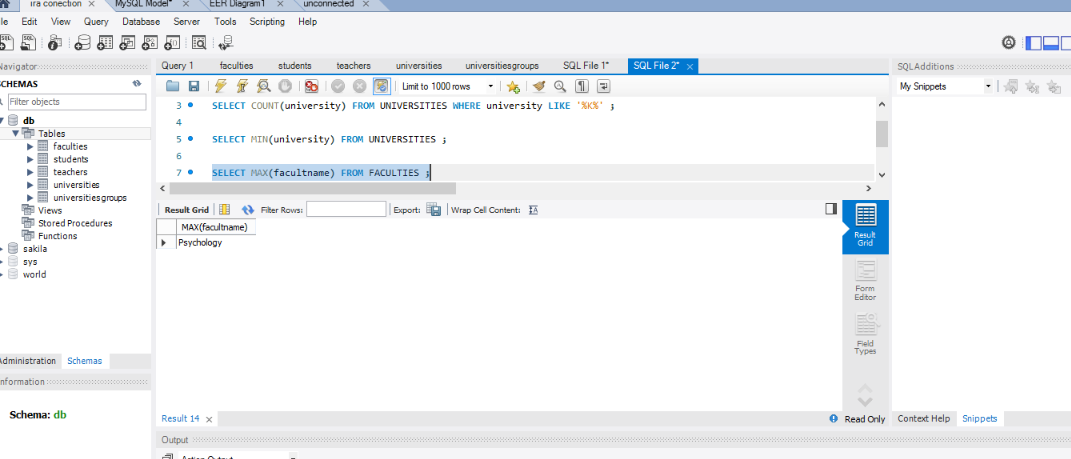 ira conection × MySQL Model* × EER Diagram1 × unconnected ×
Edit View Query Database Server Tools Scripting Help
Navigator
SCHEMAS
Filter objects
db
Tables
faculties
students
teachers
universities
universitiesgroups
Views
Stored Procedures
Functions
sakila
sys
world
Administration Schemas
Information
Schema: db
Query 1 faculties students teachers universities universitiesgroups SQL File 1* SQL File 2* ×
Limit to 1000 rows
3 SELECT COUNT(university) FROM UNIVERSITIES WHERE university LIKE '%K%' ;
4
5 SELECT MIN(university) FROM UNIVERSITIES ;
6
7 SELECT MAX(facultname) FROM FACULTIES ;
Result Grid Filter Rows: Export: Wrap Cell Content:
MAX(facultname)
Psychology
Result
Grid
Form
Editor
Field
Types
Result 14 × Read Only
Output
Action Output
SQLAdditions
My Snippets
Context Help Snippets